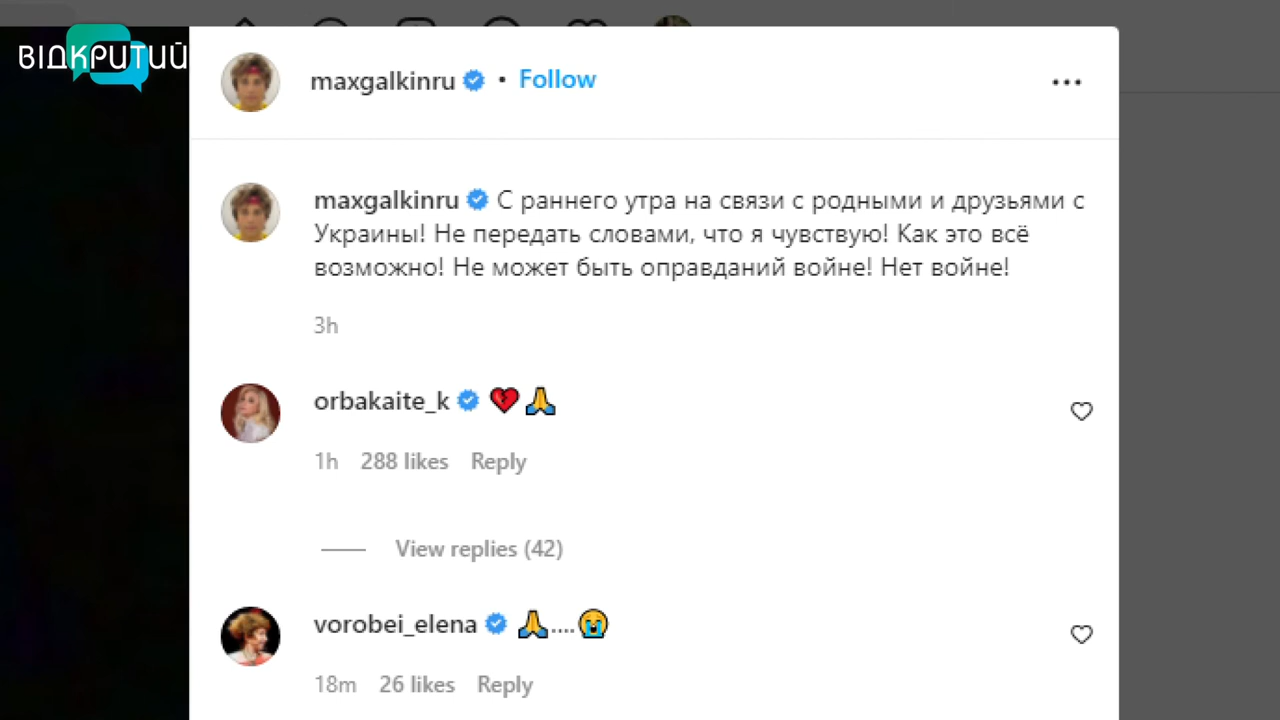 ВІДКРИТИЙ
maxgalkinru • Follow
maxgalkinru С раннего утра на связи с родными и друзьями с
Украины! Не передать словами, что я чувствую! Как это всё
возможно! Не может быть оправданий войне! Нет войне!
3h
orbakaite_k 💔🙏
1h 288 likes Reply
View replies (42)
vorobei_elena 🙏....😭
18m 26 likes Reply